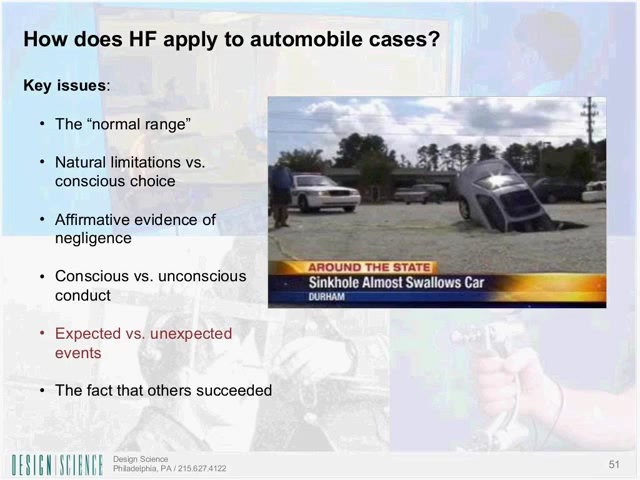 How does HF apply to automobile cases?
Key issues:
• The “normal range”
• Natural limitations vs.
conscious choice
• Affirmative evidence of
negligence
• Conscious vs. unconscious
conduct
• Expected vs. unexpected
events
• The fact that others succeeded
AROUND THE STATE
Sinkhole Almost Swallows Car
DURHAM
DESIGN SCIENCE
Design Science
Philadelphia, PA / 215.627.4122
51